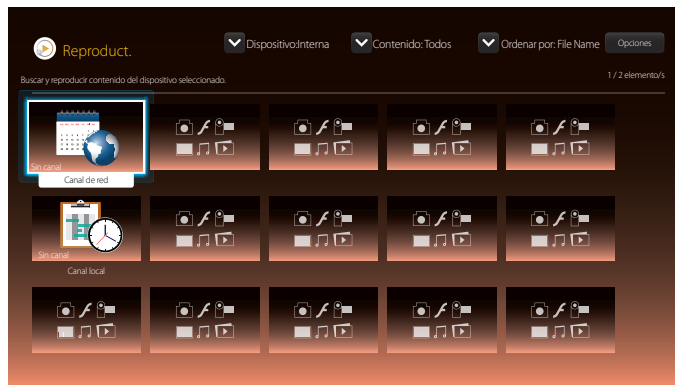 Reproduct.
Dispositivo:Interna
Contenido: Todos
Ordenar por: File Name
Opciones
Buscar y reproducir contenido del dispositivo seleccionado.
1 / 2 elemento/s
Sin canal
Canal de red
Sin canal
Canal local